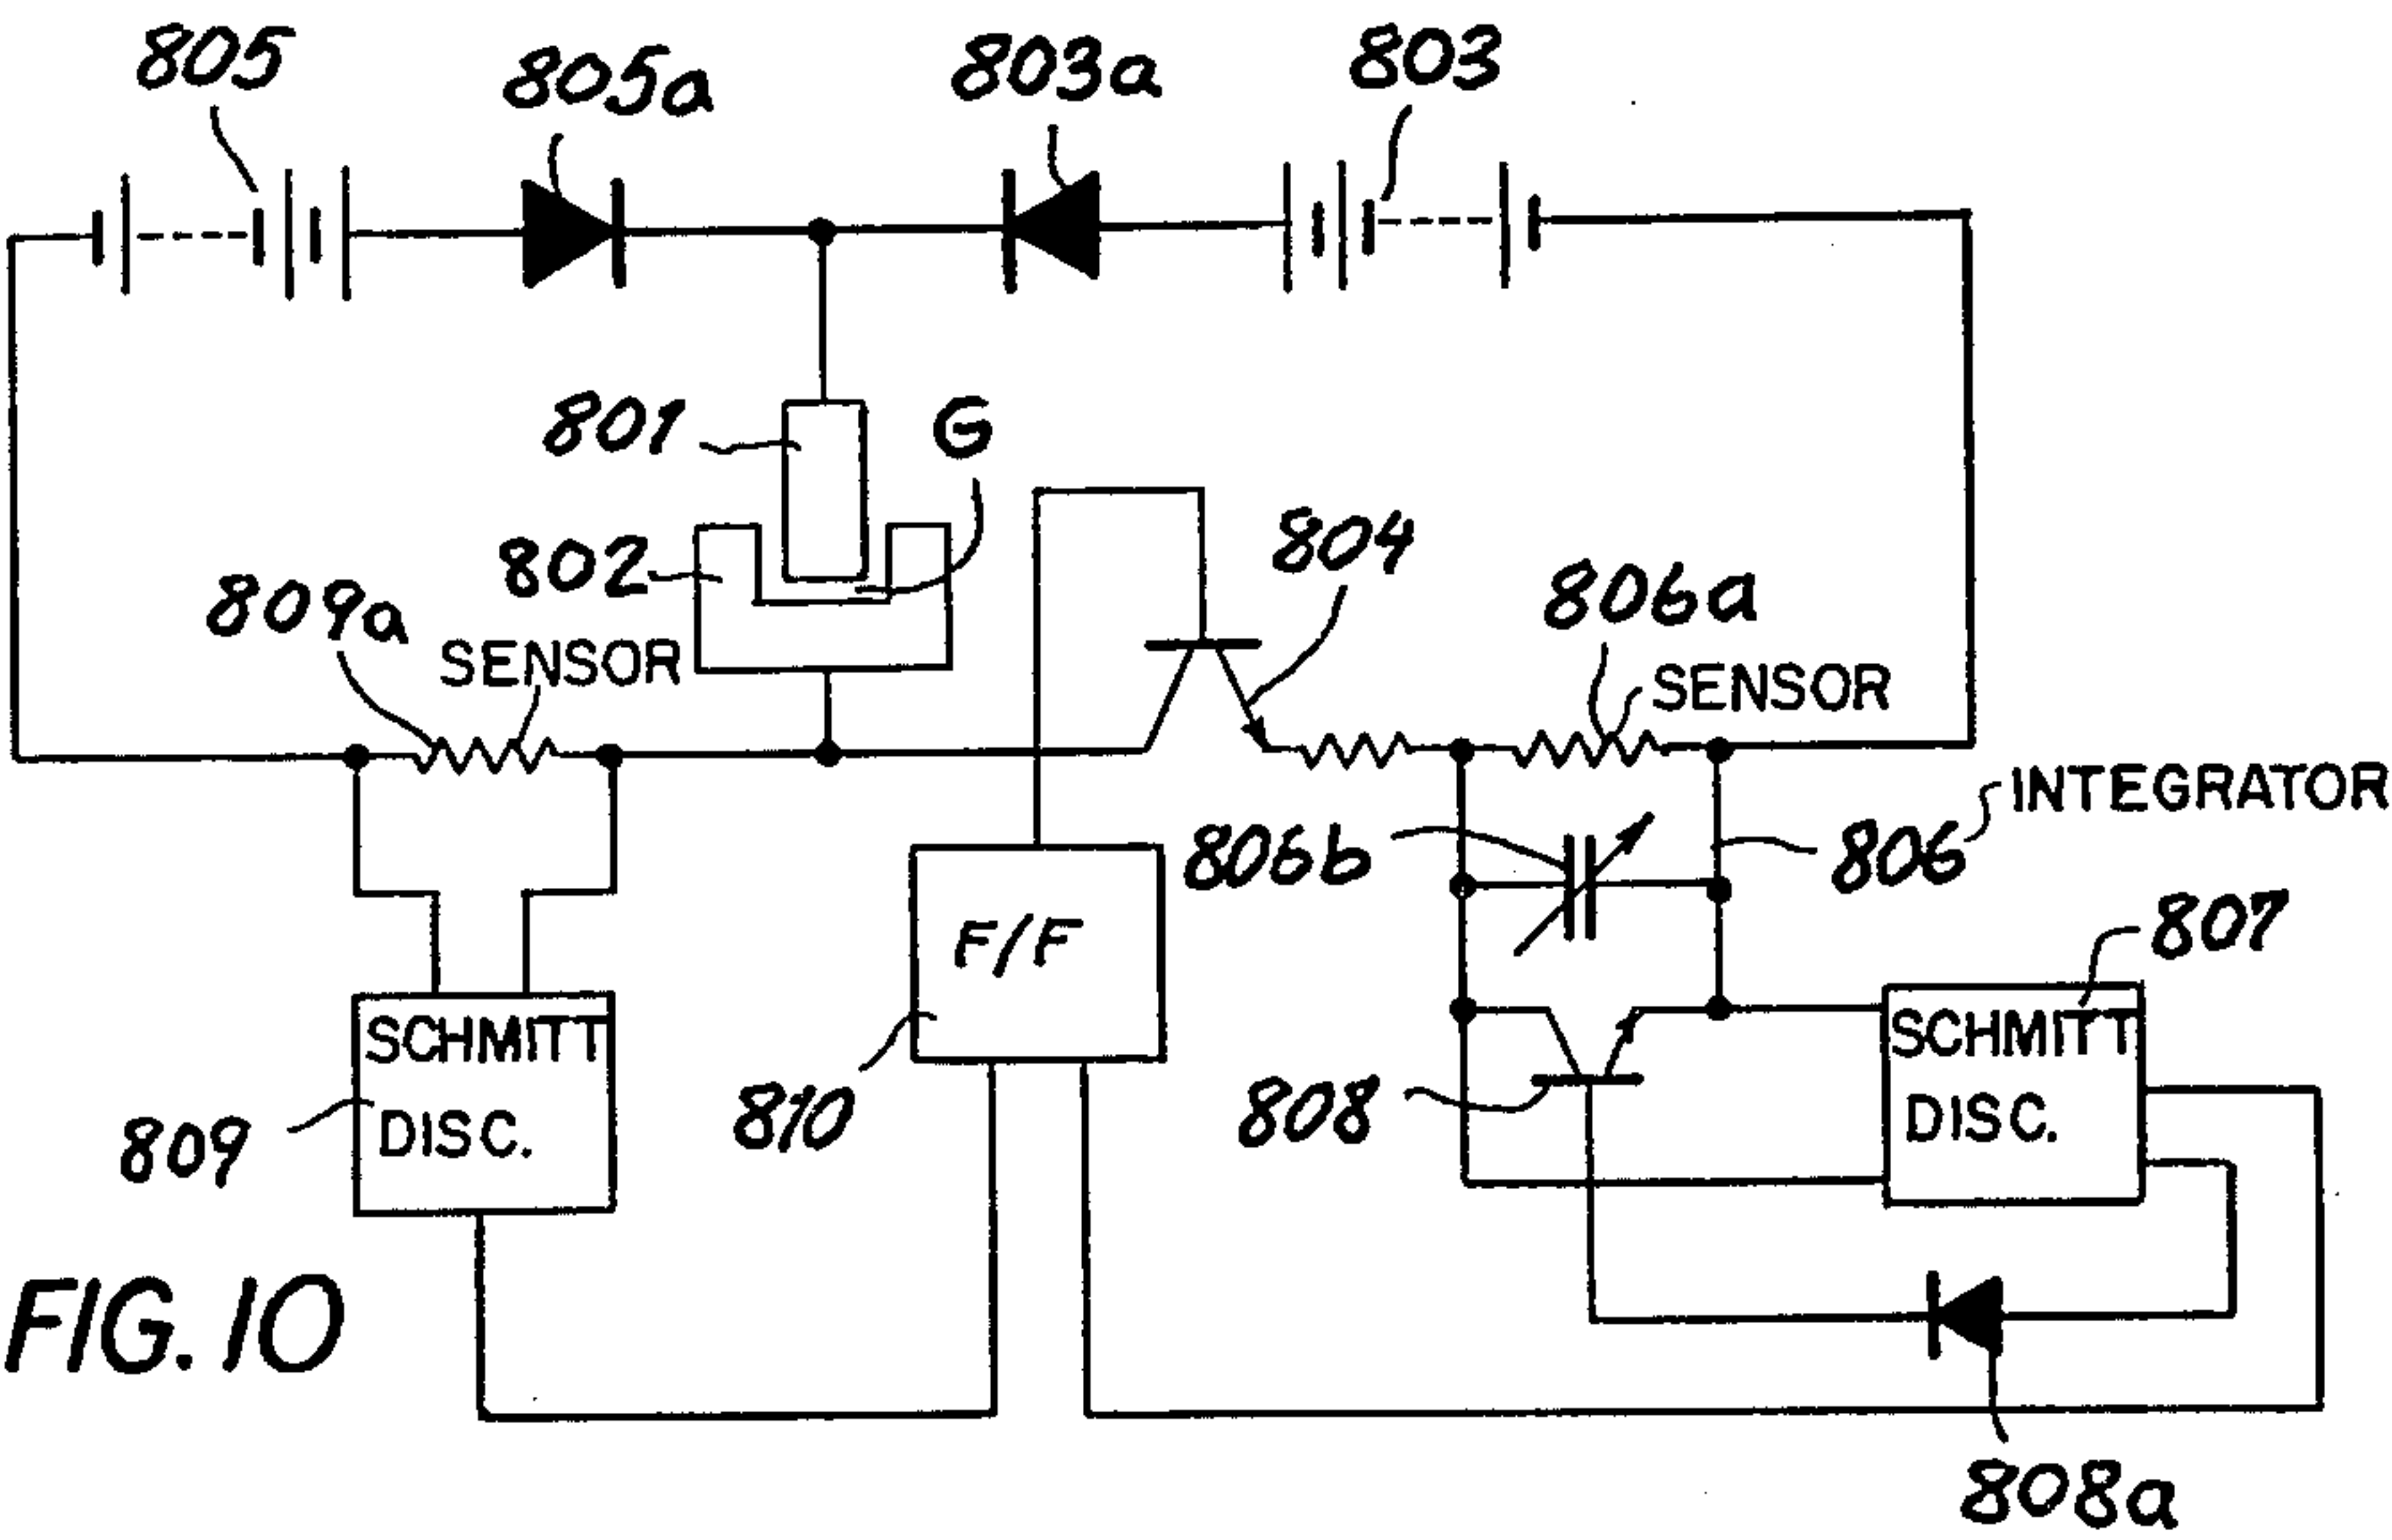 805
805a
803a
803
801
G
802
804
809a
SENSOR
806a
SENSOR
INTEGRATOR
806b
806
807
F/F
SCHMITT
DISC.
SCHMITT
DISC.
809
810
808
FIG. 10
808a